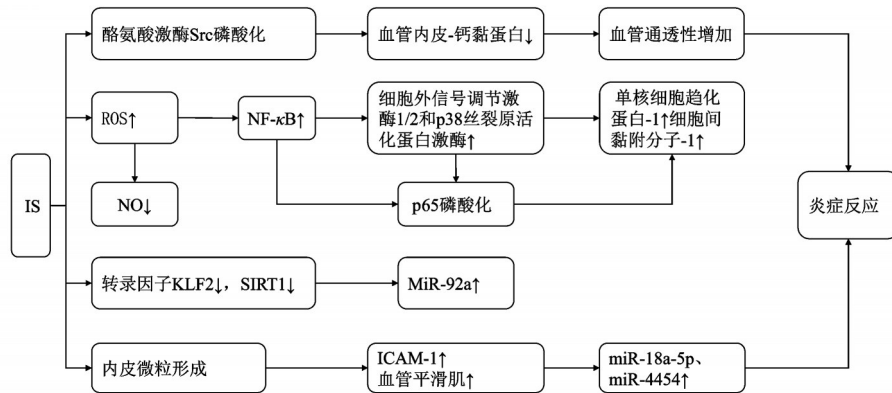 酪氨酸激酶Src磷酸化
血管内皮-钙黏蛋白↓
血管通透性增加
ROS↑
NF-κB↑
细胞外信号调节激
酶1/2和p38丝裂原活
化蛋白激酶↑
单核细胞趋化
蛋白-1↑细胞间
黏附分子-1↑
IS
NO↓
p65磷酸化
炎症反应
转录因子KLF2↓，SIRT1↓
MiR-92a↑
内皮微粒形成
ICAM-1↑
血管平滑肌↑
miR-18a-5p、
miR-4454↑